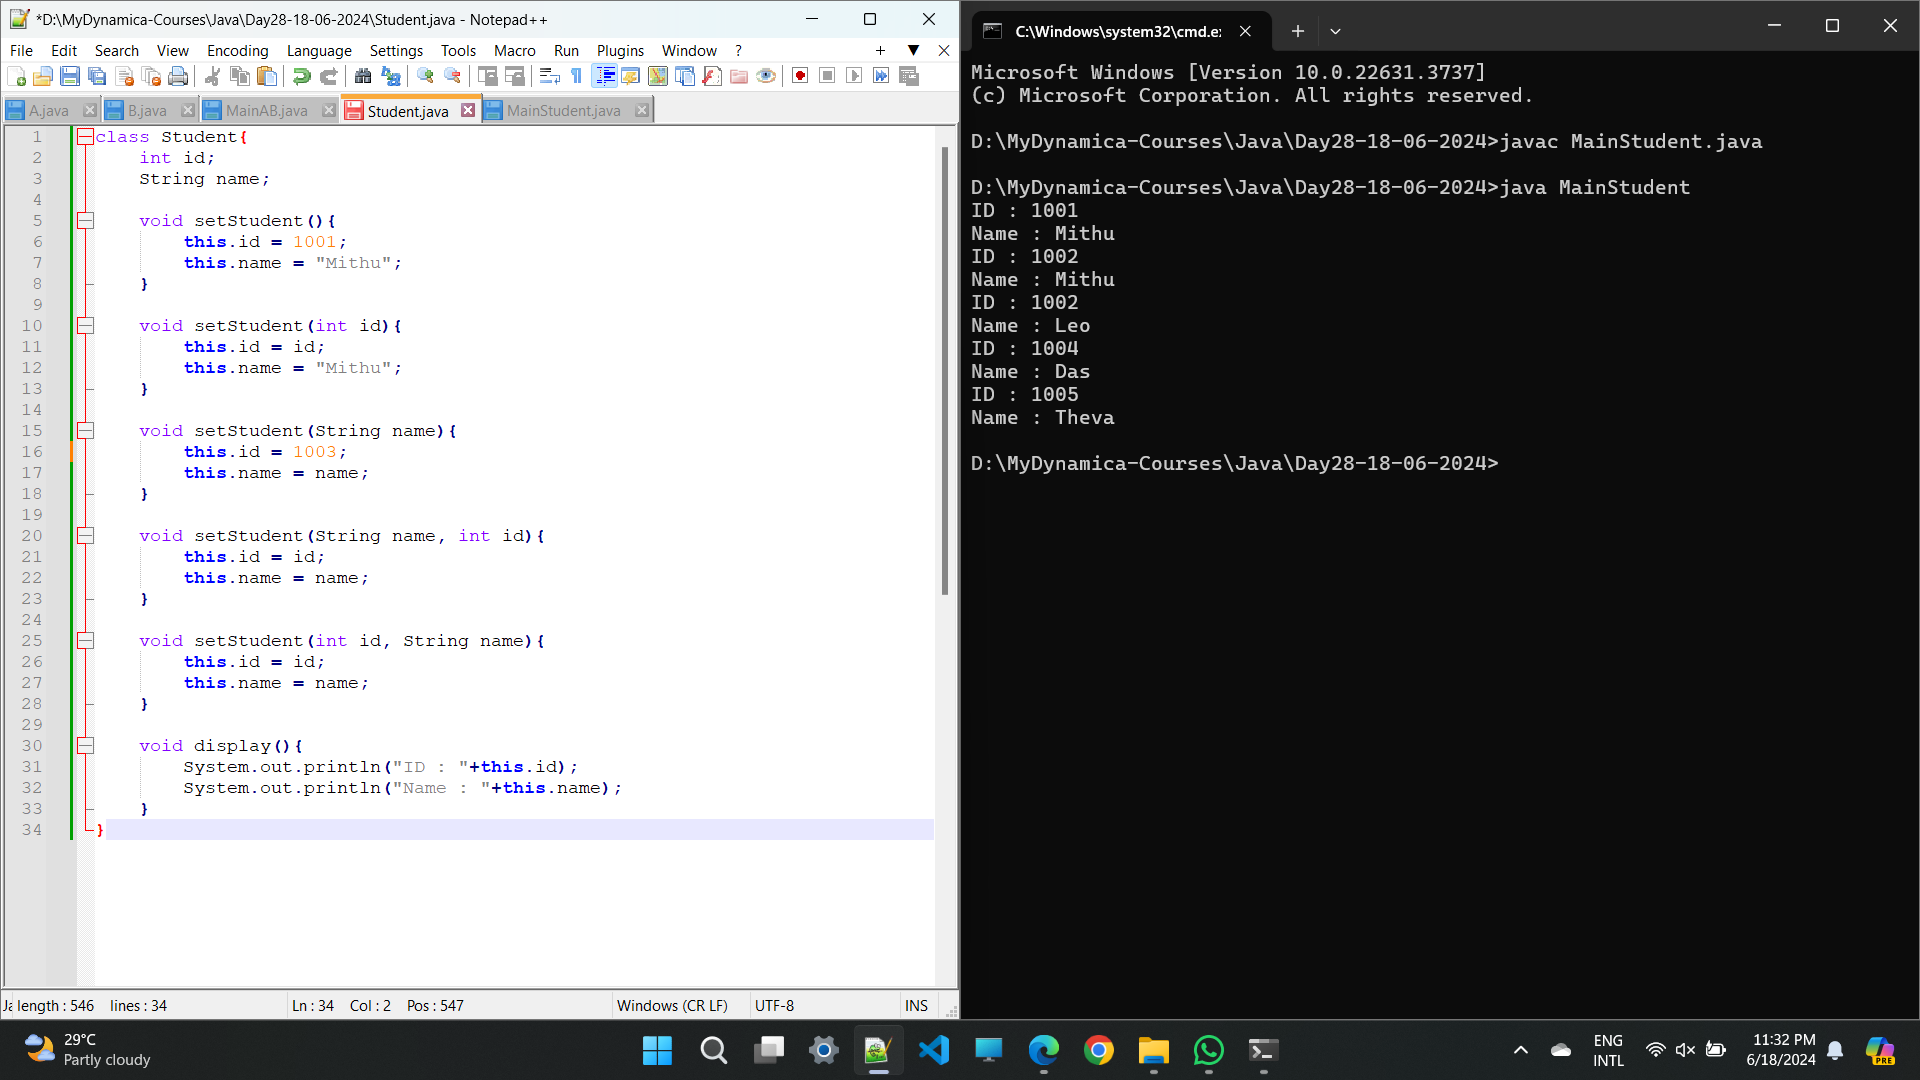 *D:\MyDynamica-Courses\Java\Day28-18-06-2024\Student.java - Notepad++
File Edit Search View Encoding Language Settings Tools Macro Run Plugins Window ?
A.java B.java MainAB.java Student.java MainStudent.java
1 class Student{
2 int id;
3 String name;
4
5 void setStudent(){
6 this.id = 1001;
7 this.name = "Mithu";
8 }
9
10 void setStudent(int id){
11 this.id = id;
12 this.name = "Mithu";
13 }
14
15 void setStudent(String name){
16 this.id = 1003;
17 this.name = name;
18 }
19
20 void setStudent(String name, int id){
21 this.id = id;
22 this.name = name;
23 }
24
25 void setStudent(int id, String name){
26 this.id = id;
27 this.name = name;
28 }
29
30 void display(){
31 System.out.println("ID : "+this.id);
32 System.out.println("Name : "+this.name);
33 }
34 }
Ja length : 546 lines : 34 Ln : 34 Col : 2 Pos : 547 Windows (CR LF) UTF-8 INS
C:\Windows\system32\cmd.e
Microsoft Windows [Version 10.0.22631.3737]
(c) Microsoft Corporation. All rights reserved.
D:\MyDynamica-Courses\Java\Day28-18-06-2024>javac MainStudent.java
D:\MyDynamica-Courses\Java\Day28-18-06-2024>java MainStudent
ID : 1001
Name : Mithu
ID : 1002
Name : Mithu
ID : 1002
Name : Leo
ID : 1004
Name : Das
ID : 1005
Name : Theva
D:\MyDynamica-Courses\Java\Day28-18-06-2024>
29°C
Partly cloudy
ENG
INTL
11:32 PM
6/18/2024
PRE